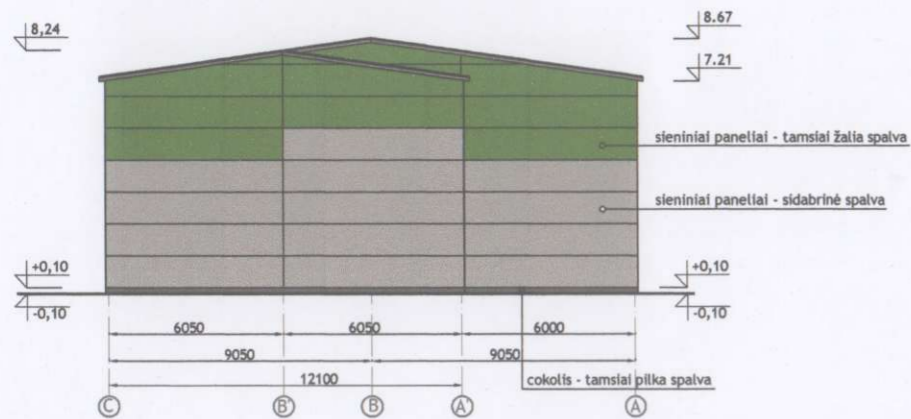 8,24
8.67
7.21
sieniniai paneliai - tamsiai žalia spalva
sieniniai paneliai - sidabrinė spalva
+0,10
-0,10
+0,10
-0,10
6050
6050
6000
9050
9050
12100
cokolis - tamsiai pilka spalva
C
B'
B
A'
A